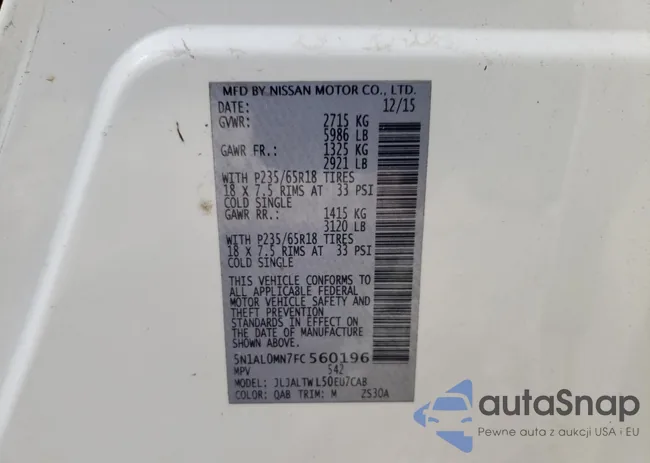 MFD BY NISSAN MOTOR CO., LTD.
DATE: 12/15
GVWR: 2715 KG
5986 LB
GAWR FR.: 1325 KG
2921 LB
WITH P235/65R18 TIRES
18 X 7.5 RIMS AT 33 PSI
COLD SINGLE
GAWR RR.: 1415 KG
3120 LB
WITH P235/65R18 TIRES
18 X 7.5 RIMS AT 33 PSI
COLD SINGLE
THIS VEHICLE CONFORMS TO
ALL APPLICABLE FEDERAL
MOTOR VEHICLE SAFETY AND
THEFT PREVENTION
STANDARDS IN EFFECT ON
THE DATE OF MANUFACTURE
SHOWN ABOVE
5N1AL0MN7FC560196
MPV S42
MODEL: JLJALTWL50EU7CAB
COLOR: QAB TRIM: M 2S30A
autoSnap
Pewne auta z aukcji USA i EU